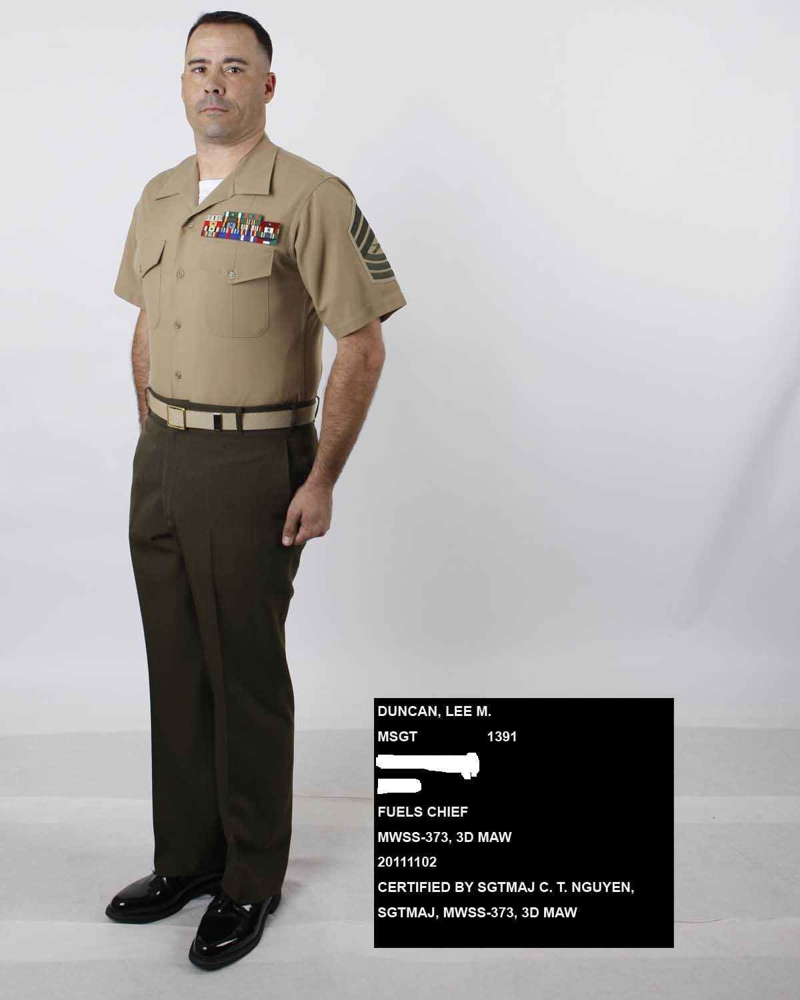 DUNCAN, LEE M.
MSGT 1391
FUELS CHIEF
MWSS-373, 3D MAW
20111102
CERTIFIED BY SGTMAJ C. T. NGUYEN,
SGTMAJ, MWSS-373, 3D MAW